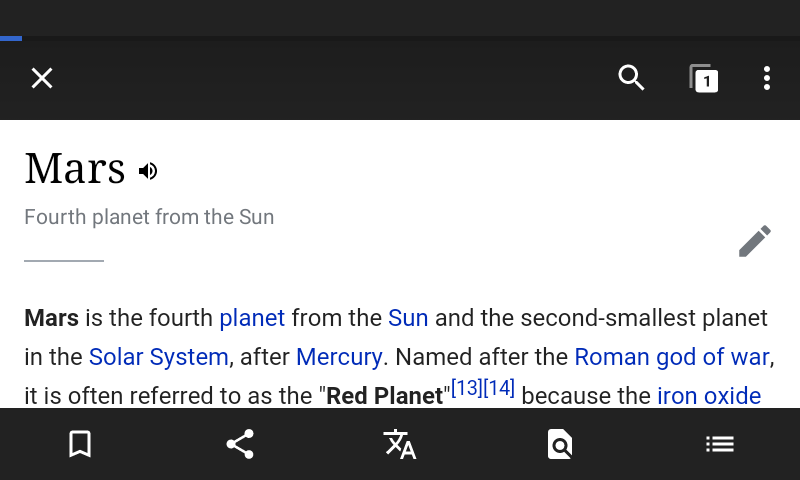 1
Mars
Fourth planet from the Sun
Mars is the fourth planet from the Sun and the second-smallest planet
in the Solar System, after Mercury. Named after the Roman god of war,
it is often referred to as the "Red Planet"[13][14] because the iron oxide